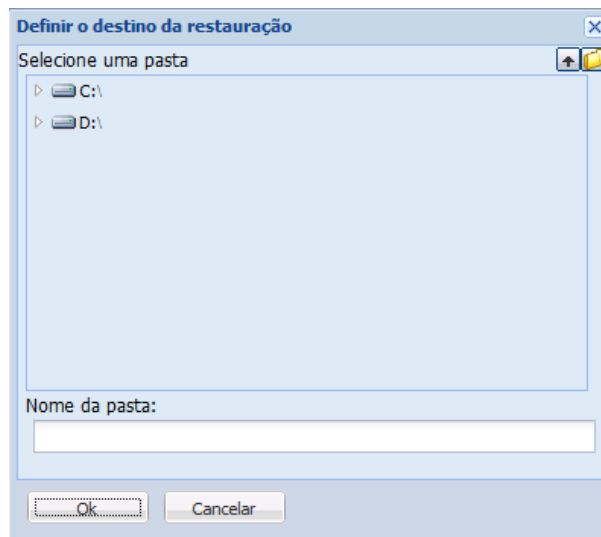 Definir o destino da restauração
Selecione uma pasta
C:\
D:\
Nome da pasta:
Ok
Cancelar